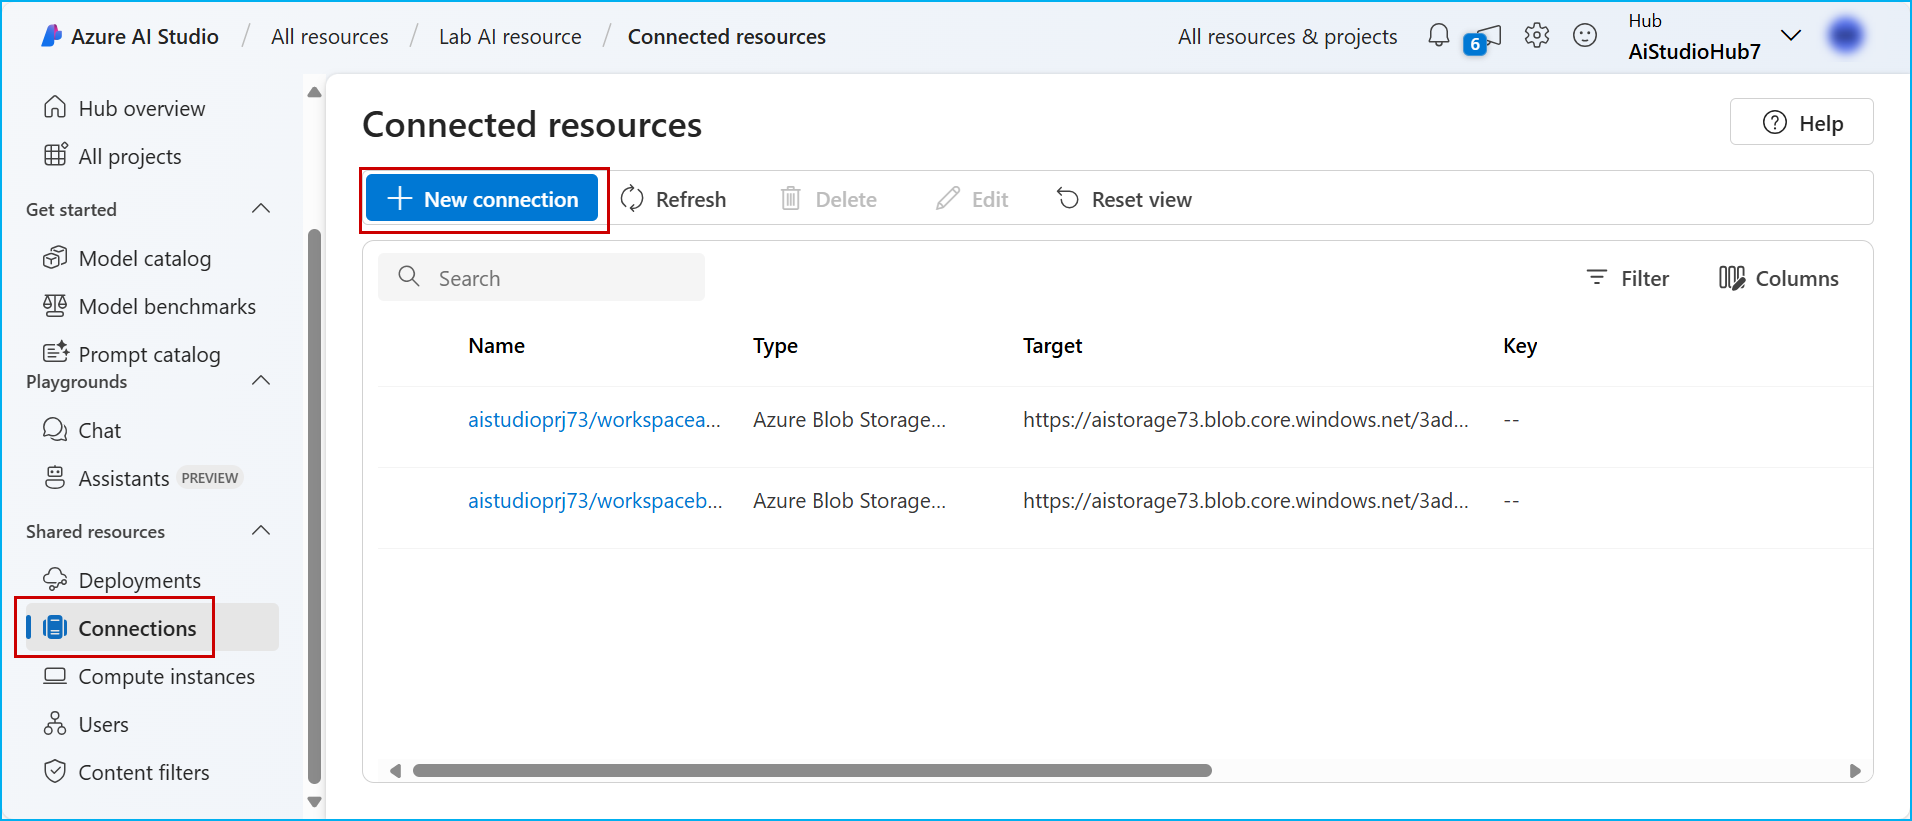 Azure AI Studio / All resources / Lab AI resource / Connected resources
All resources & projects
6
Hub
AiStudioHub7
Hub overview
All projects
Get started
Model catalog
Model benchmarks
Prompt catalog
Playgrounds
Chat
Assistants PREVIEW
Shared resources
Deployments
Connections
Compute instances
Users
Content filters
Connected resources
Help
New connection Refresh Delete Edit Reset view
Search Filter Columns
Name Type Target Key
aistudioprj73/workspacea... Azure Blob Storage... https://aistorage73.blob.core.windows.net/3ad... --
aistudioprj73/workspaceb... Azure Blob Storage... https://aistorage73.blob.core.windows.net/3ad... --